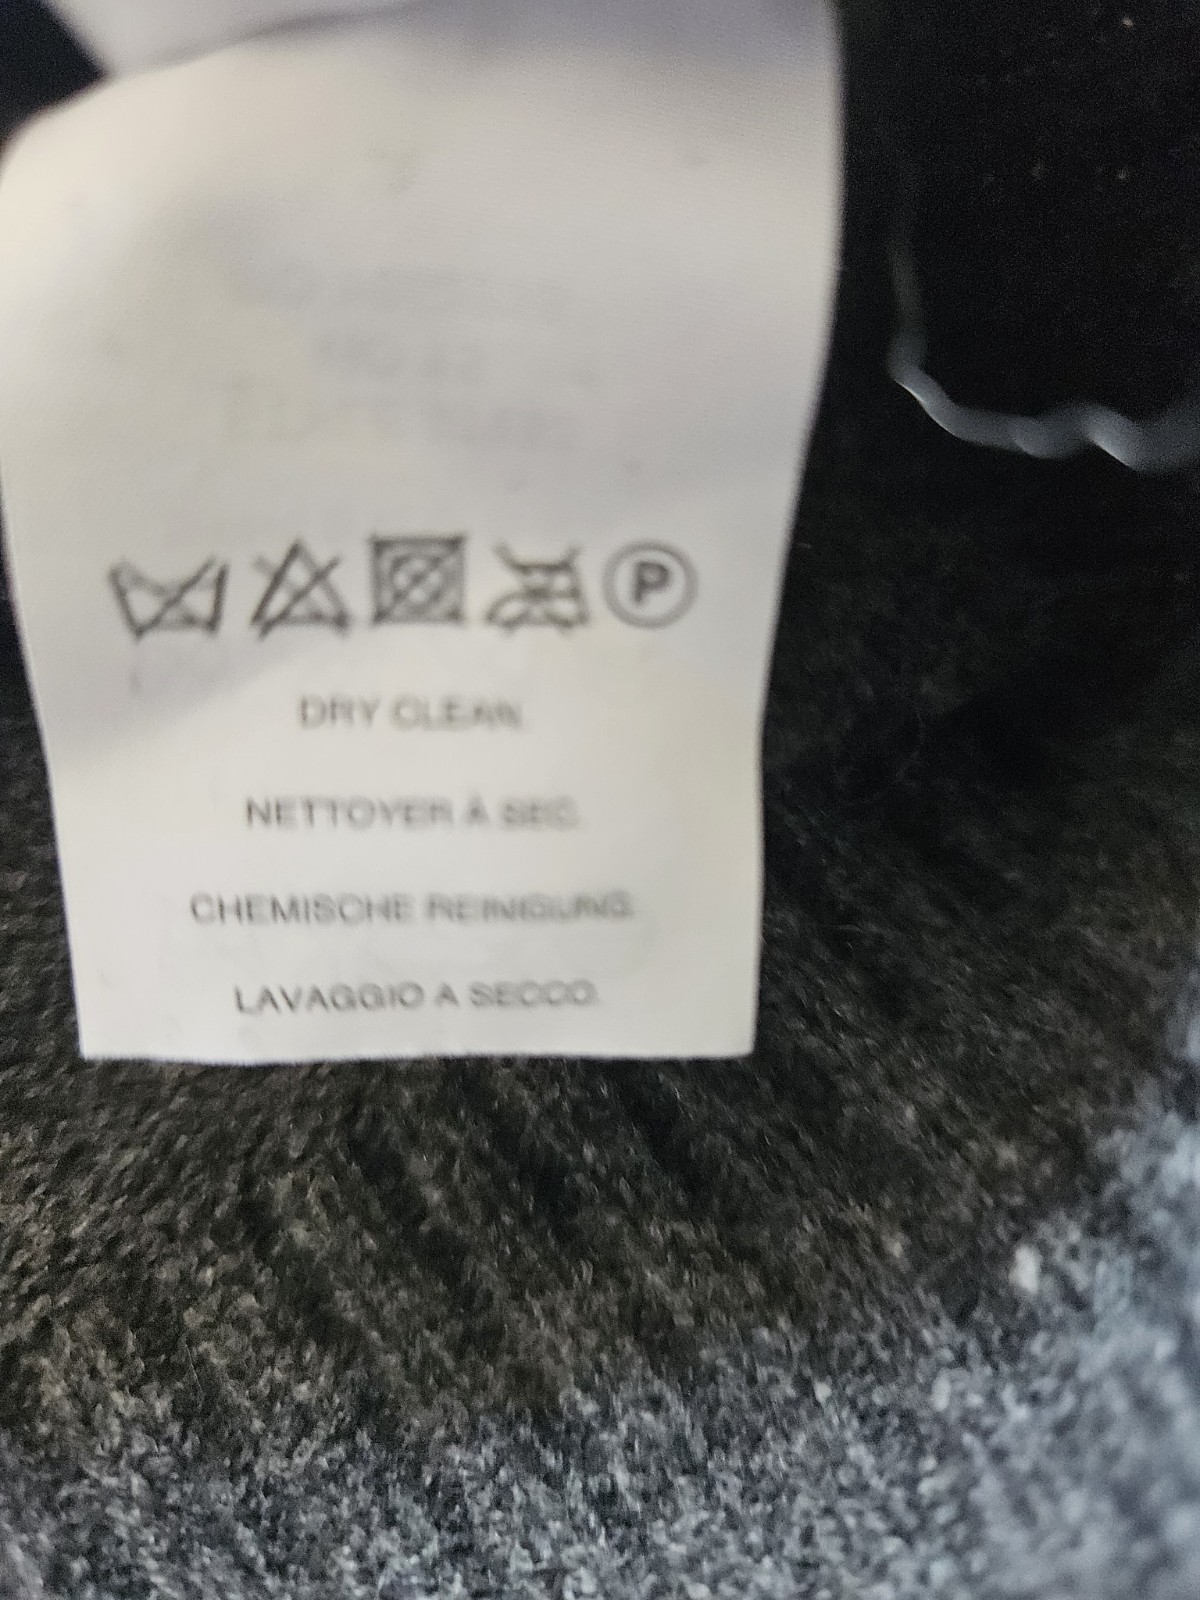 P
DRY CLEAN.
NETTOYER À SEC.
CHEMISCHE REINIGUNG.
LAVAGGIO A SECCO.